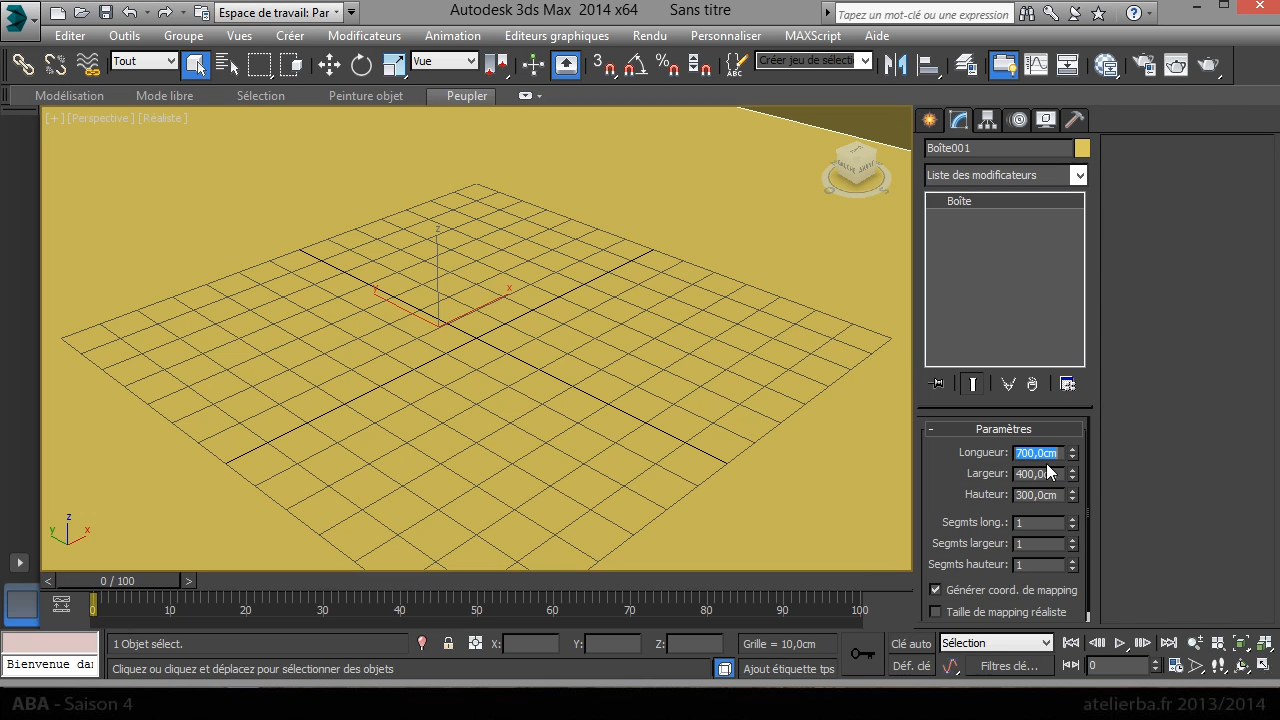 Espace de travail: Par
Autodesk 3ds Max 2014 x64 Sans titre
Tapez un mot-clé ou une expression
Editer Outils Groupe Vues Créer Modificateurs Animation Editeurs graphiques Rendu Personnaliser MAXScript Aide
Tout
Vue
3
Créer jeu de sélecti
Modélisation Mode libre Sélection Peinture objet Peupler
[+] [Perspective] [Réaliste]
Boîte001
Liste des modificateurs
Boîte
z
y
x
z
y
x
- Paramètres
Longueur: 700,0cm
Largeur: 400,0c
Hauteur: 300,0cm
Segmts long.: 1
Segmts largeur: 1
Segmts hauteur: 1
Générer coord. de mapping
Taille de mapping réaliste
< 0 / 100 >
0 10 20 30 40 50 60 70 80 90 100
1 Objet sélect.
X: Y: Z:
Grille = 10,0cm
Clé auto
Sélection
Bienvenue da
Cliquez ou cliquez et déplacez pour sélectionner des objets
Ajout étiquette tps
Déf. clé
Filtres clé...
0
ABA - Saison 4
atelierba.fr 2013/2014